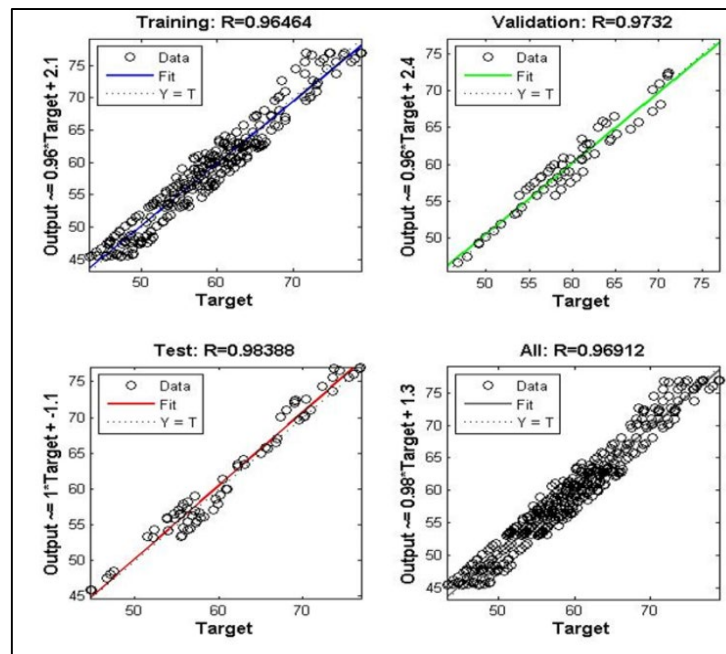 Training: R=0.96464
Output ~= 0.96*Target + 2.1
75
70
65
60
55
50
45
Data
Fit
Y = T
50 60 70
Target
Validation: R=0.9732
Output ~= 0.96*Target + 2.4
75
70
65
60
55
50
Data
Fit
Y = T
50 55 60 65 70 75
Target
Test: R=0.98388
Output ~= 1*Target + -1.1
75
70
65
60
55
50
45
Data
Fit
Y = T
50 60 70
Target
All: R=0.96912
Output ~= 0.98*Target + 1.3
75
70
65
60
55
50
45
Data
Fit
Y = T
50 60 70
Target